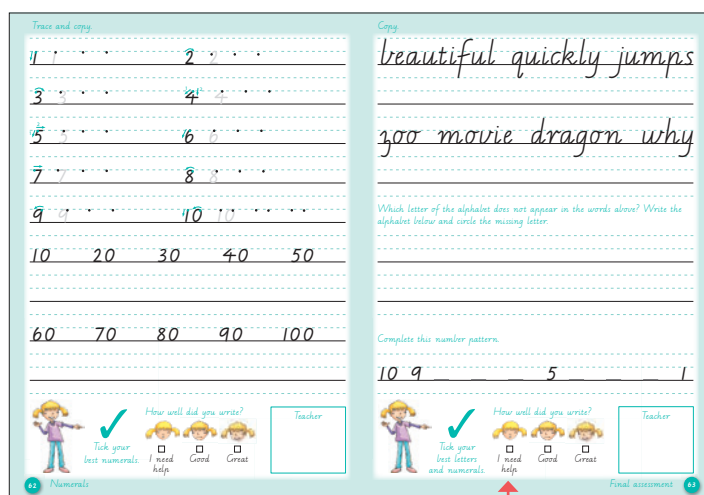 Trace and copy.
1 1
2 2
3 3
4 4
5 5
6 6
7 7
8 8
9 9
10 10
10 20 30 40 50
60 70 80 90 100
How well did you write?
Tick your
best numerals.
I need
help
Good
Great
Teacher
62 Numerals
Copy.
beautiful quickly jumps
zoo movie dragon why
Which letter of the alphabet does not appear in the words above? Write the
alphabet below and circle the missing letter.
Complete this number pattern.
10 9 _ _ _ 5 _ _ _ 1
How well did you write?
Tick your
best letters
and numerals.
I need
help
Good
Great
Teacher
Final assessment 63